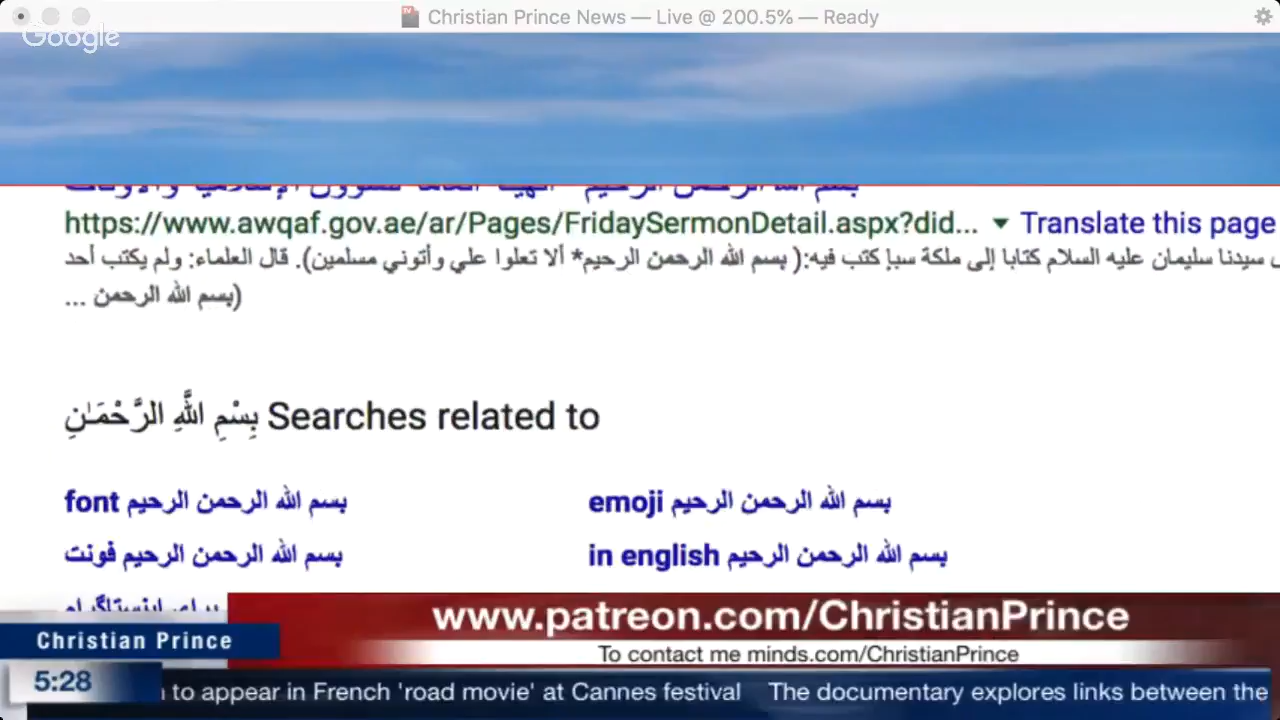 Christian Prince News — Live @ 200.5% — Ready
Google
بسم الله الرحمن الرحيم
https://www.awqaf.gov.ae/ar/Pages/FridaySermonDetail.aspx?did... ▼ Translate this page
سيدنا سليمان عليه السلام كتابا إلى ملكة سبإ كتب فيه:( بسم الله الرحمن الرحيم* ألا تعلوا علي وأتوني مسلمين). قال العلماء: ولم يكتب أحد
(بسم الله الرحمن ...
بِسْمِ اللَّهِ الرَّحْمَـٰنِ Searches related to
font بسم الله الرحمن الرحيم
emoji بسم الله الرحمن الرحيم
بسم الله الرحمن الرحيم فونت
in english بسم الله الرحمن الرحيم
www.patreon.com/ChristianPrince
Christian Prince
To contact me minds.com/ChristianPrince
5:28
to appear in French 'road movie' at Cannes festival The documentary explores links between the